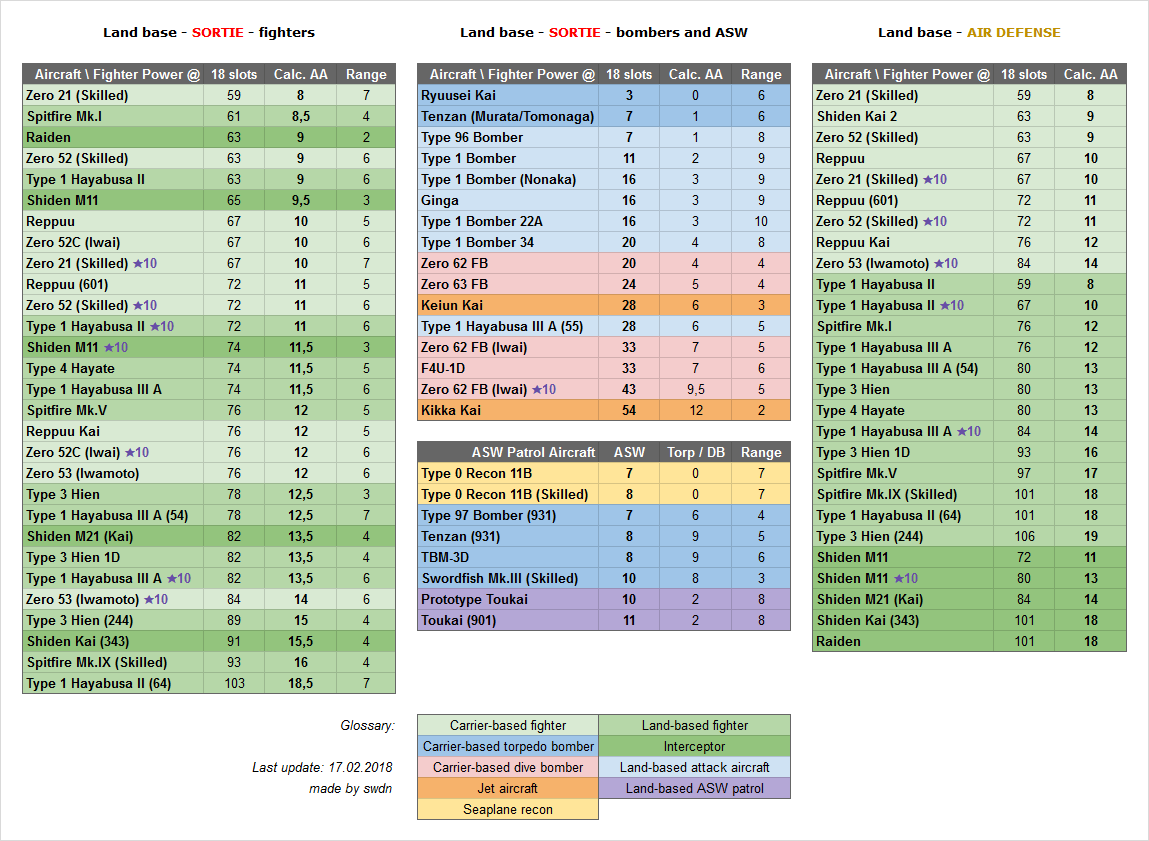 Land base - SORTIE - fighters
Aircraft \ Fighter Power @ 18 slots Calc. AA Range
Zero 21 (Skilled) 59 8 7
Spitfire Mk.I 61 8,5 4
Raiden 63 9 2
Zero 52 (Skilled) 63 9 6
Type 1 Hayabusa II 63 9 6
Shiden M11 65 9,5 3
Reppuu 67 10 5
Zero 52C (Iwai) 67 10 6
Zero 21 (Skilled) ★10 67 10 7
Reppuu (601) 72 11 5
Zero 52 (Skilled) ★10 72 11 6
Type 1 Hayabusa II ★10 72 11 6
Shiden M11 ★10 74 11,5 3
Type 4 Hayate 74 11,5 5
Type 1 Hayabusa III A 74 11,5 6
Spitfire Mk.V 76 12 5
Reppuu Kai 76 12 5
Zero 52C (Iwai) ★10 76 12 6
Zero 53 (Iwamoto) 76 12 6
Type 3 Hien 78 12,5 3
Type 1 Hayabusa III A (54) 78 12,5 7
Shiden M21 (Kai) 82 13,5 4
Type 3 Hien 1D 82 13,5 4
Type 1 Hayabusa III A ★10 82 13,5 6
Zero 53 (Iwamoto) ★10 84 14 6
Type 3 Hien (244) 89 15 4
Shiden Kai (343) 91 15,5 4
Spitfire Mk.IX (Skilled) 93 16 4
Type 1 Hayabusa II (64) 103 18,5 7
Land base - SORTIE - bombers and ASW
Aircraft \ Fighter Power @ 18 slots Calc. AA Range
Ryuusei Kai 3 0 6
Tenzan (Murata/Tomonaga) 7 1 6
Type 96 Bomber 7 1 8
Type 1 Bomber 11 2 9
Type 1 Bomber (Nonaka) 16 3 9
Ginga 16 3 9
Type 1 Bomber 22A 16 3 10
Type 1 Bomber 34 20 4 8
Zero 62 FB 20 4 4
Zero 63 FB 24 5 4
Keiun Kai 28 6 3
Type 1 Hayabusa III A (55) 28 6 5
Zero 62 FB (Iwai) 33 7 5
F4U-1D 33 7 6
Zero 62 FB (Iwai) ★10 43 9,5 5
Kikka Kai 54 12 2
ASW Patrol Aircraft ASW Torp / DB Range
Type 0 Recon 11B 7 0 7
Type 0 Recon 11B (Skilled) 8 0 7
Type 97 Bomber (931) 7 6 4
Tenzan (931) 8 9 5
TBM-3D 8 9 6
Swordfish Mk.III (Skilled) 10 8 3
Prototype Toukai 10 2 8
Toukai (901) 11 2 8
Land base - AIR DEFENSE
Aircraft \ Fighter Power @ 18 slots Calc. AA
Zero 21 (Skilled) 59 8
Shiden Kai 2 63 9
Zero 52 (Skilled) 63 9
Reppuu 67 10
Zero 21 (Skilled) ★10 67 10
Reppuu (601) 72 11
Zero 52 (Skilled) ★10 72 11
Reppuu Kai 76 12
Zero 53 (Iwamoto) ★10 84 14
Type 1 Hayabusa II 59 8
Type 1 Hayabusa II ★10 67 10
Spitfire Mk.I 76 12
Type 1 Hayabusa III A 76 12
Type 1 Hayabusa III A (54) 80 13
Type 3 Hien 80 13
Type 4 Hayate 80 13
Type 1 Hayabusa III A ★10 84 14
Type 3 Hien 1D 93 16
Spitfire Mk.V 97 17
Spitfire Mk.IX (Skilled) 101 18
Type 1 Hayabusa II (64) 101 18
Type 3 Hien (244) 106 19
Shiden M11 72 11
Shiden M11 ★10 80 13
Shiden M21 (Kai) 84 14
Shiden Kai (343) 101 18
Raiden 101 18
Glossary:
Carrier-based fighter Land-based fighter
Carrier-based torpedo bomber Interceptor
Carrier-based dive bomber Land-based attack aircraft
Jet aircraft Land-based ASW patrol
Seaplane recon
Last update: 17.02.2018
made by swdn